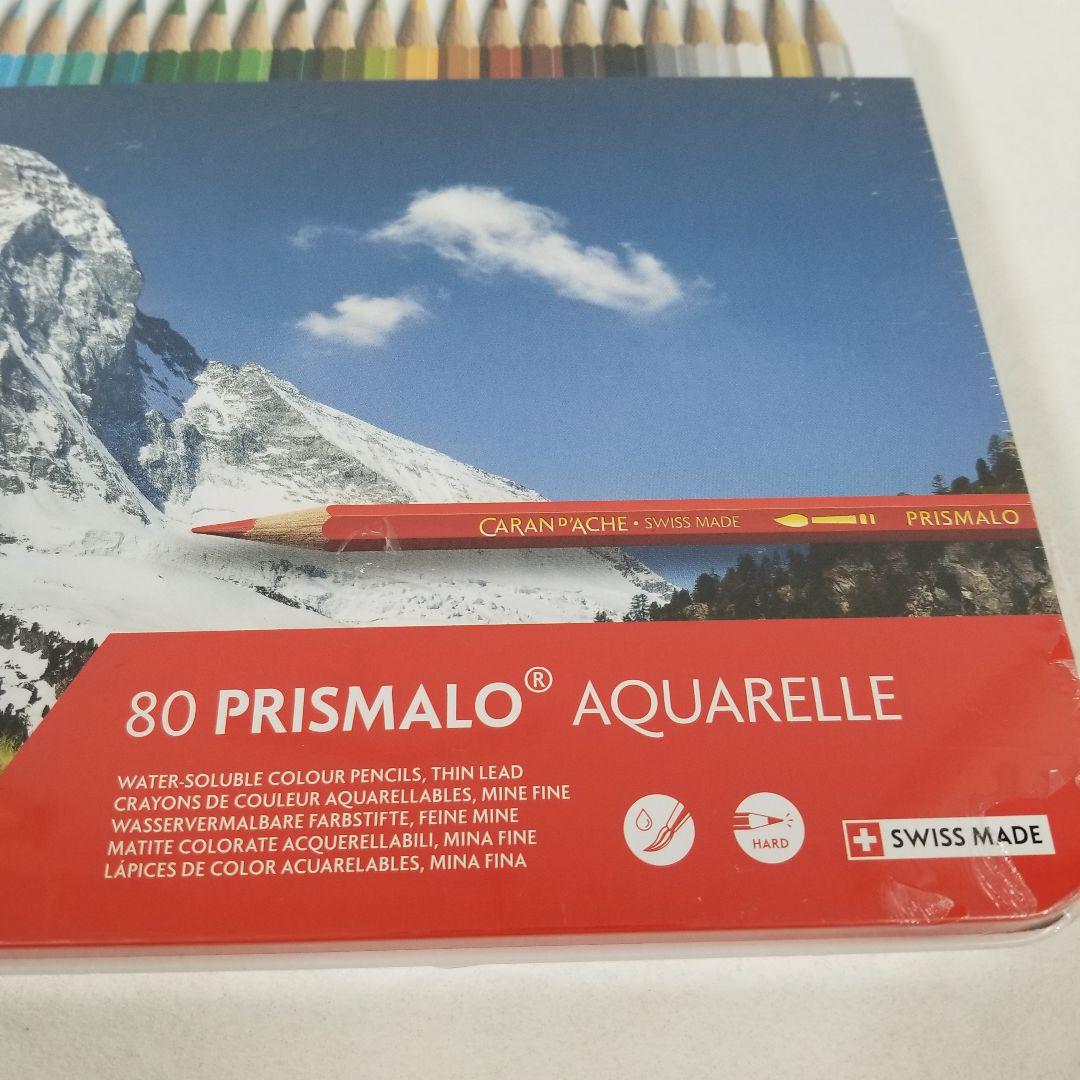 CARAN D'ACHE • SWISS MADE PRISMALO
80 PRISMALO® AQUARELLE
WATER-SOLUBLE COLOUR PENCILS, THIN LEAD
CRAYONS DE COULEUR AQUARELLABLES, MINE FINE
WASSERVERMALBARE FARBSTIFTE, FEINE MINE
MATITE COLORATE ACQUERELLABILI, MINA FINE
LÁPICES DE COLOR ACUARELABLES, MINA FINA
HARD
SWISS MADE